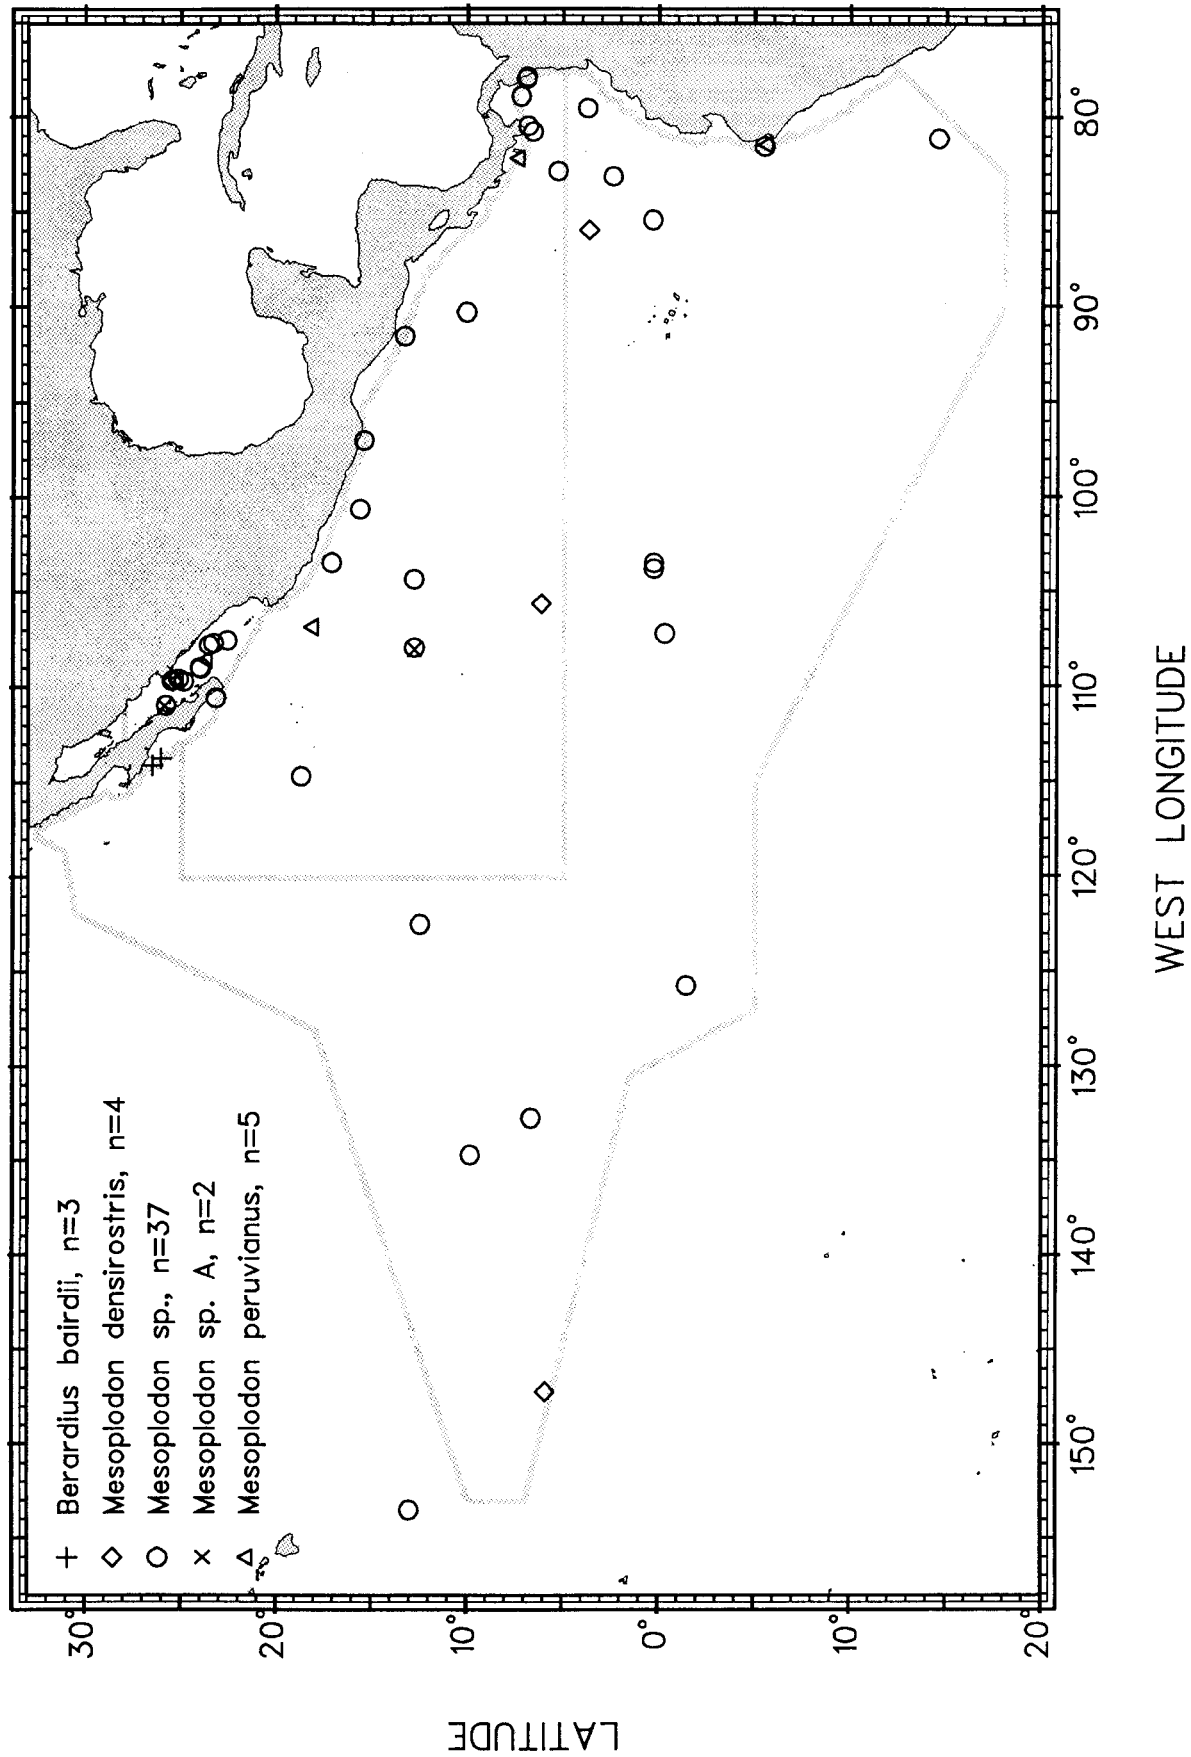 + Berardius bairdii, n=3
◇ Mesoplodon densirostris, n=4
○ Mesoplodon sp., n=37
× Mesoplodon sp. A, n=2
△ Mesoplodon peruvianus, n=5
LATITUDE
30°
20°
10°
0°
10°
20°
150°
140°
130°
120°
110°
100°
90°
80°
WEST LONGITUDE